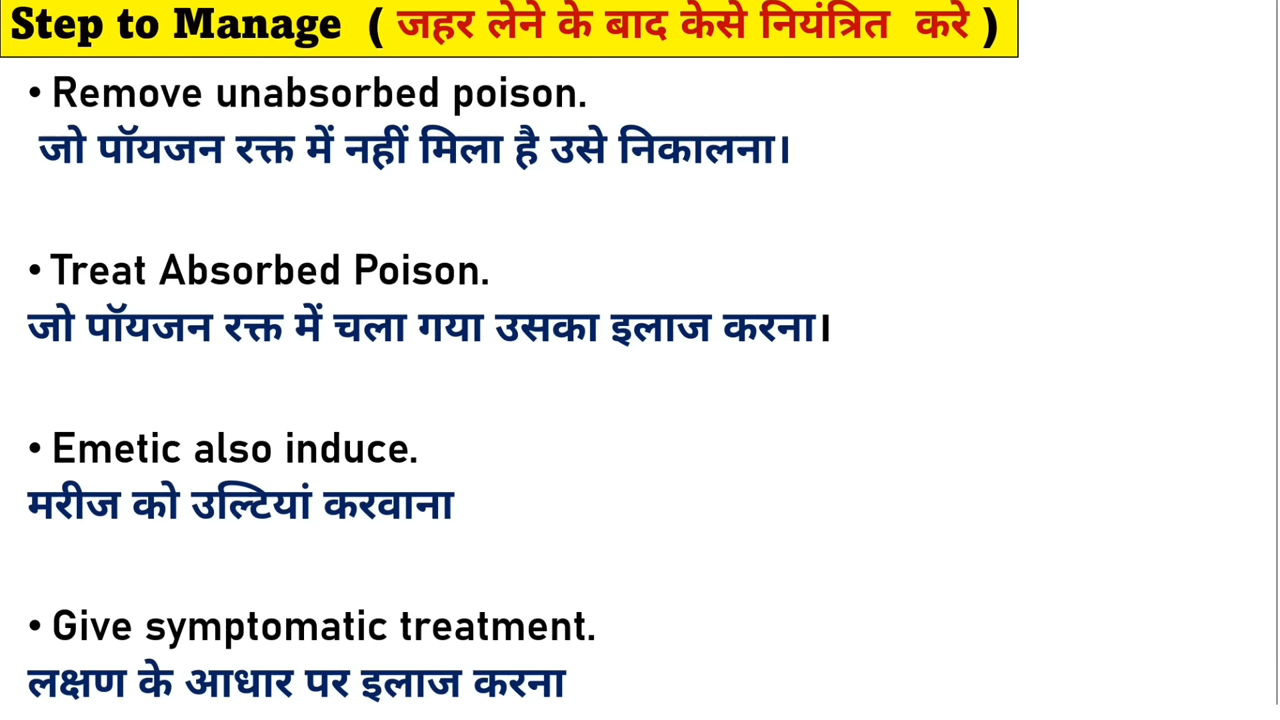 Step to Manage ( जहर लेने के बाद केसे नियंत्रित करे )
• Remove unabsorbed poison.
जो पॉयजन रक्त में नहीं मिला है उसे निकालना।
• Treat Absorbed Poison.
जो पॉयजन रक्त में चला गया उसका इलाज करना।
• Emetic also induce.
मरीज को उल्टियां करवाना
• Give symptomatic treatment.
लक्षण के आधार पर इलाज करना